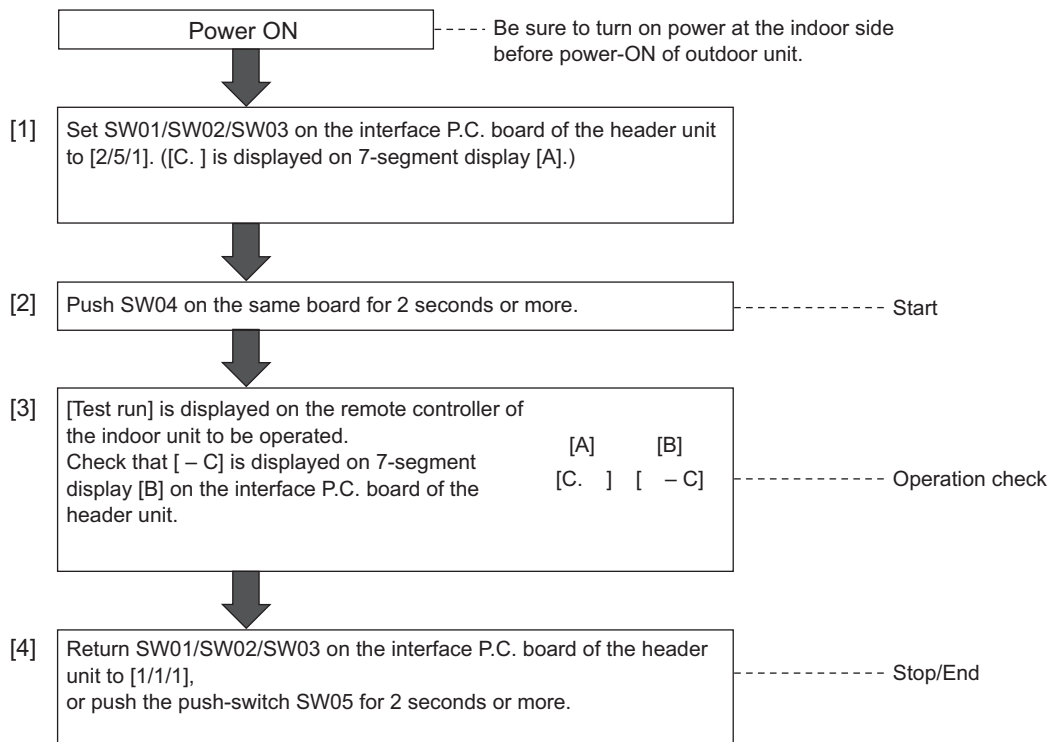 Power ON
Be sure to turn on power at the indoor side
before power-ON of outdoor unit.
[1]
Set SW01/SW02/SW03 on the interface P.C. board of the header unit
to [2/5/1]. ([C. ] is displayed on 7-segment display [A].)
[2]
Push SW04 on the same board for 2 seconds or more.
Start
[3]
[Test run] is displayed on the remote controller of
the indoor unit to be operated.
Check that [ – C] is displayed on 7-segment
display [B] on the interface P.C. board of the
header unit.
[A] [B]
[C. ] [ – C]
Operation check
[4]
Return SW01/SW02/SW03 on the interface P.C. board of the header
unit to [1/1/1],
or push the push-switch SW05 for 2 seconds or more.
Stop/End